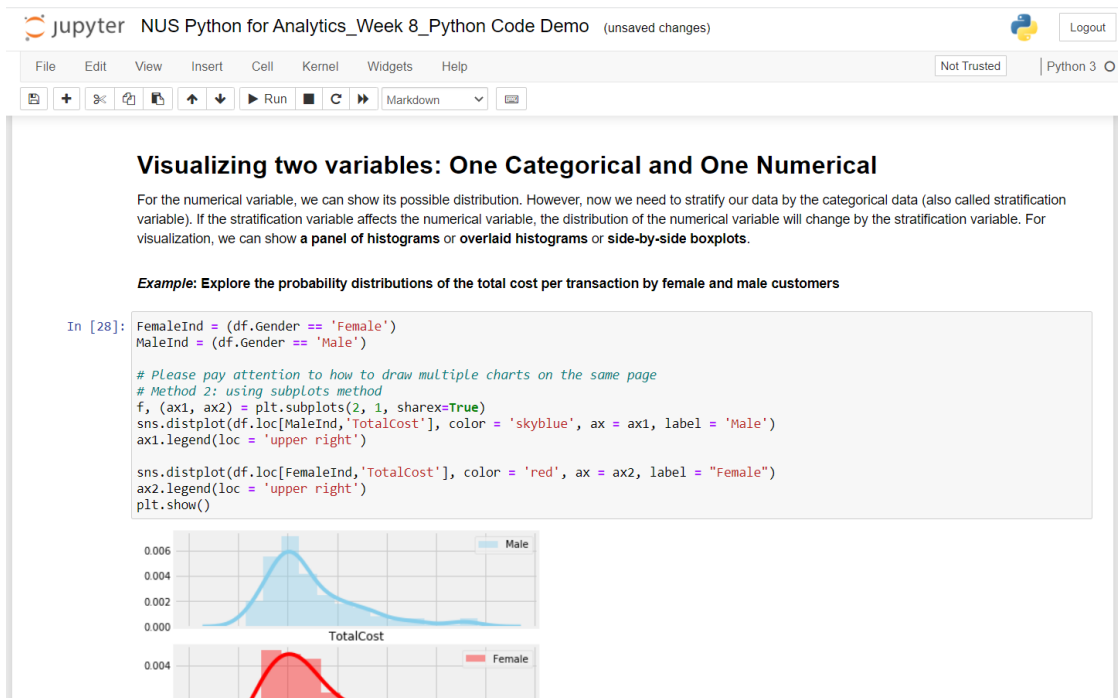 jupyter NUS Python for Analytics_Week 8_Python Code Demo (unsaved changes) Logout
File Edit View Insert Cell Kernel Widgets Help Not Trusted Python 3
Run Markdown
Visualizing two variables: One Categorical and One Numerical
For the numerical variable, we can show its possible distribution. However, now we need to stratify our data by the categorical data (also called stratification
variable). If the stratification variable affects the numerical variable, the distribution of the numerical variable will change by the stratification variable. For
visualization, we can show a panel of histograms or overlaid histograms or side-by-side boxplots.
Example: Explore the probability distributions of the total cost per transaction by female and male customers
In [28]: FemaleInd = (df.Gender == 'Female')
MaleInd = (df.Gender == 'Male')
# Please pay attention to how to draw multiple charts on the same page
# Method 2: using subplots method
f, (ax1, ax2) = plt.subplots(2, 1, sharex=True)
sns.distplot(df.loc[MaleInd,'TotalCost'], color = 'skyblue', ax = ax1, label = 'Male')
ax1.legend(loc = 'upper right')
sns.distplot(df.loc[FemaleInd,'TotalCost'], color = 'red', ax = ax2, label = "Female")
ax2.legend(loc = 'upper right')
plt.show()
Male
0.006
0.004
0.002
0.000
TotalCost
Female
0.004